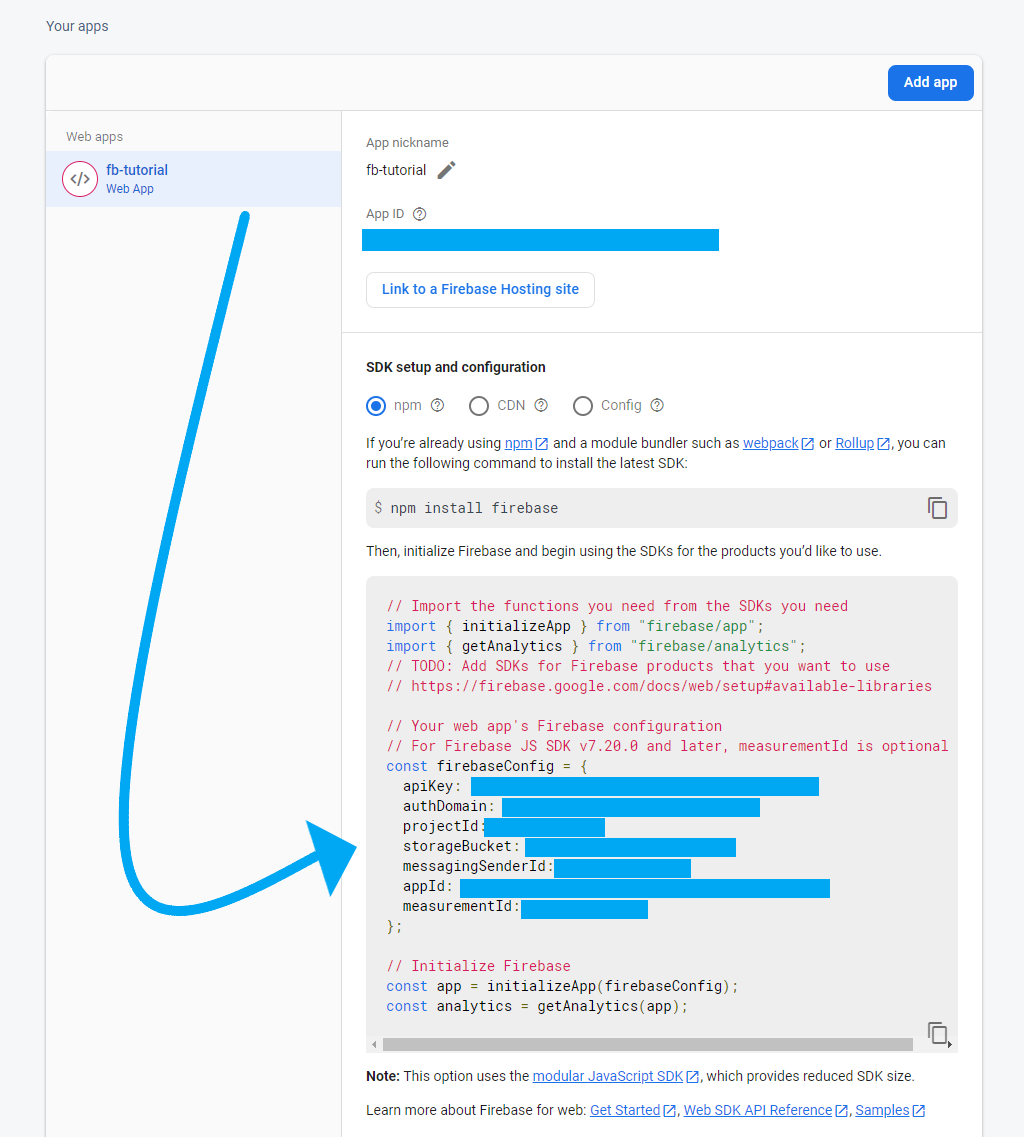 Your apps
Add app
Web apps
fb-tutorial
Web App
App nickname
fb-tutorial
App ID
Link to a Firebase Hosting site
SDK setup and configuration
npm CDN Config
If you're already using npm and a module bundler such as webpack or Rollup, you can
run the following command to install the latest SDK:
$ npm install firebase
Then, initialize Firebase and begin using the SDKs for the products you'd like to use.
// Import the functions you need from the SDKs you need
import { initializeApp } from "firebase/app";
import { getAnalytics } from "firebase/analytics";
// TODO: Add SDKs for Firebase products that you want to use
// https://firebase.google.com/docs/web/setup#available-libraries
// Your web app's Firebase configuration
// For Firebase JS SDK v7.20.0 and later, measurementId is optional
const firebaseConfig = {
apiKey:
authDomain:
projectId:
storageBucket:
messagingSenderId:
appId:
measurementId:
};
// Initialize Firebase
const app = initializeApp(firebaseConfig);
const analytics = getAnalytics(app);
Note: This option uses the modular JavaScript SDK, which provides reduced SDK size.
Learn more about Firebase for web: Get Started, Web SDK API Reference, Samples